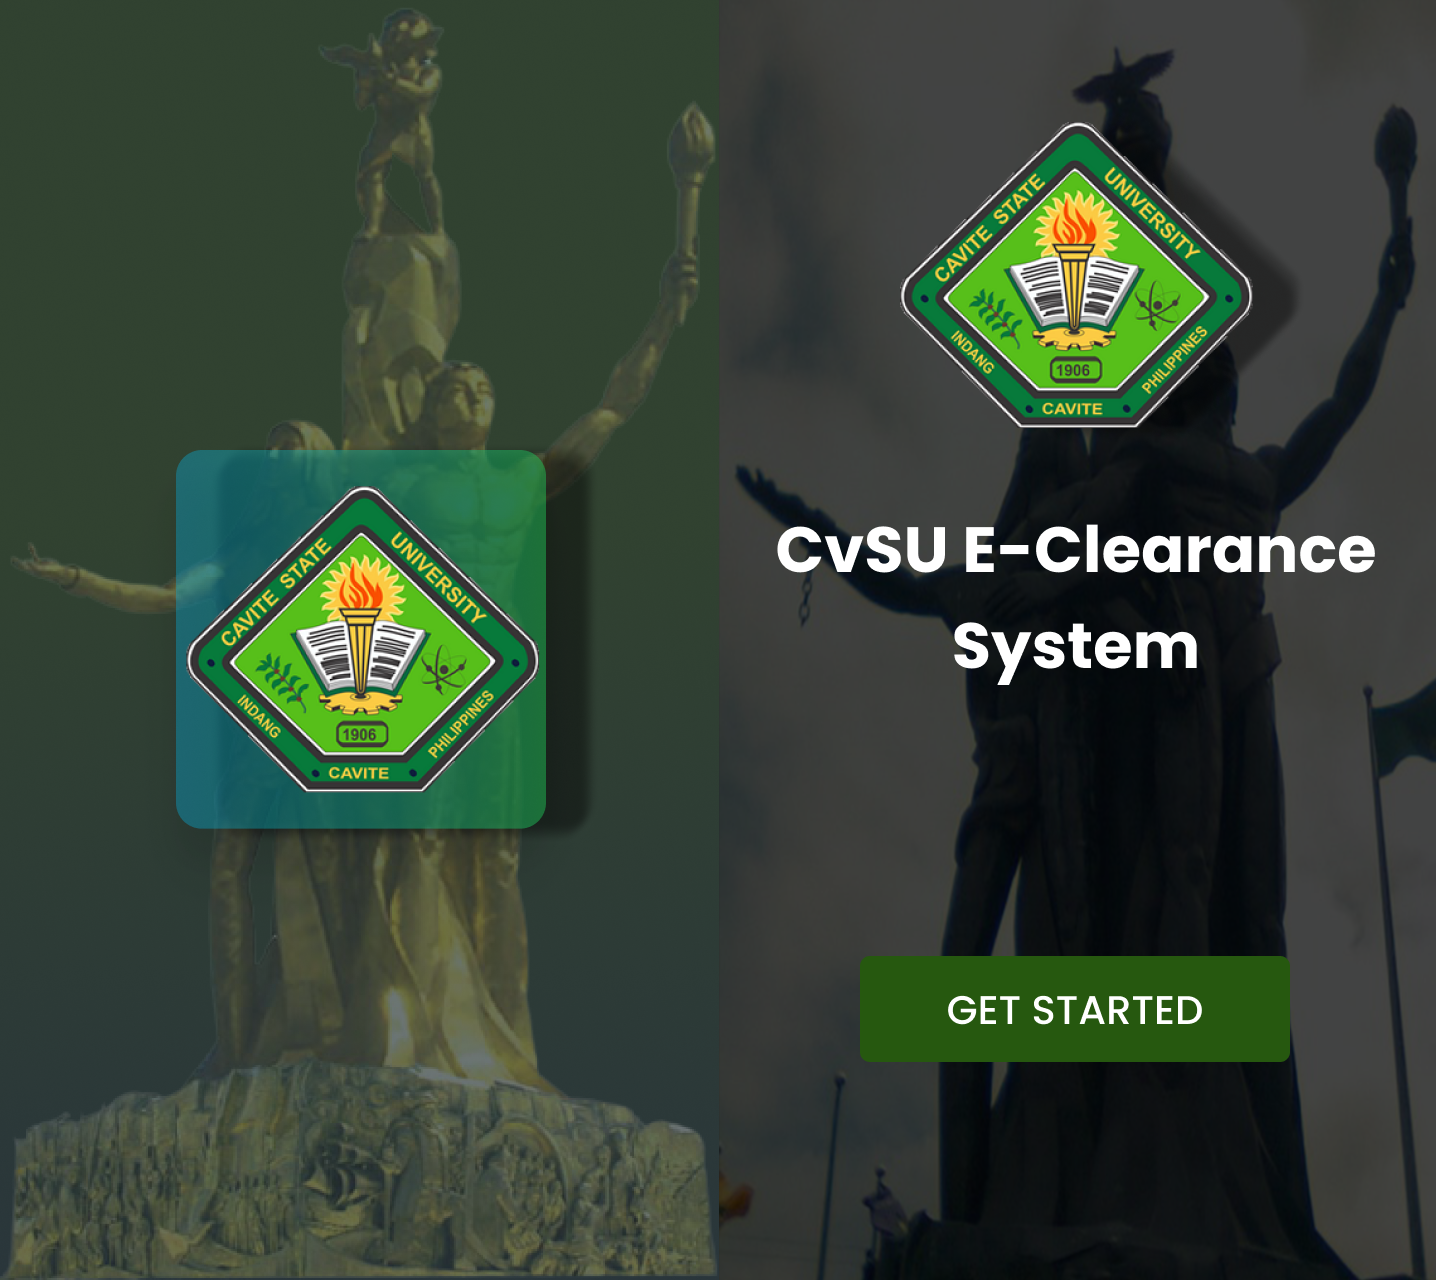 CAVITE STATE UNIVERSITY
INDANG
1906
PHILIPPINES
CAVITE
CAVITE STATE UNIVERSITY
INDANG
1906
PHILIPPINES
CAVITE
CvSU E-Clearance
System
GET STARTED